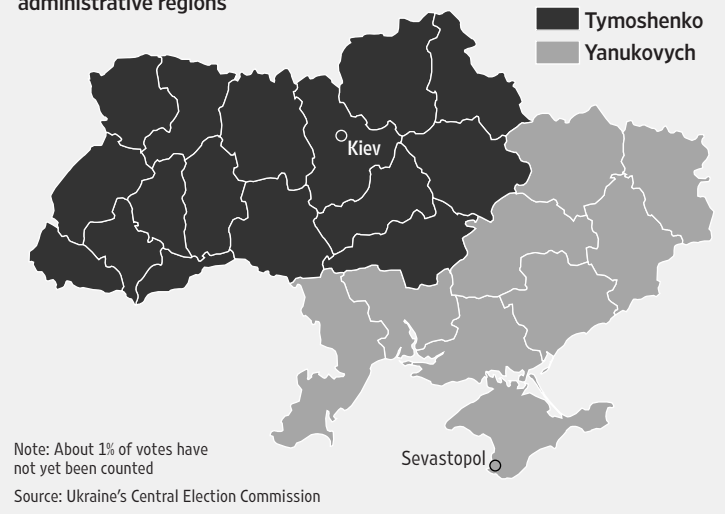 administrative regions
Tymoshenko
Yanukovych
Kiev
Sevastopol
Note: About 1% of votes have
not yet been counted
Source: Ukraine's Central Election Commission